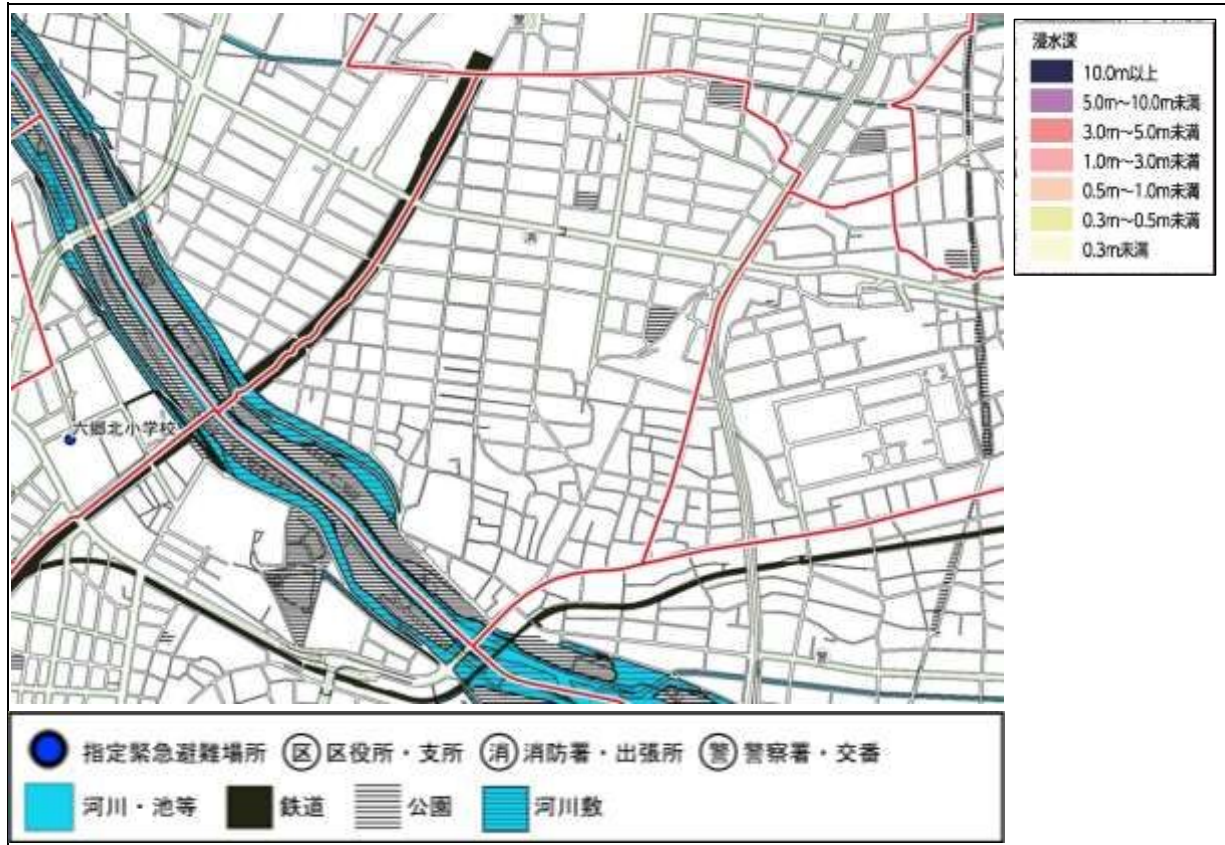 浸水深
10.0m以上
5.0m~10.0m未満
3.0m~5.0m未満
1.0m~3.0m未満
0.5m~1.0m未満
0.3m~0.5m未満
0.3m未満
消
六郷北小学校
指定緊急避難場所 区 区役所・支所 消 消防署・出張所 警 警察署・交番
河川・池等 鉄道 公園 河川敷